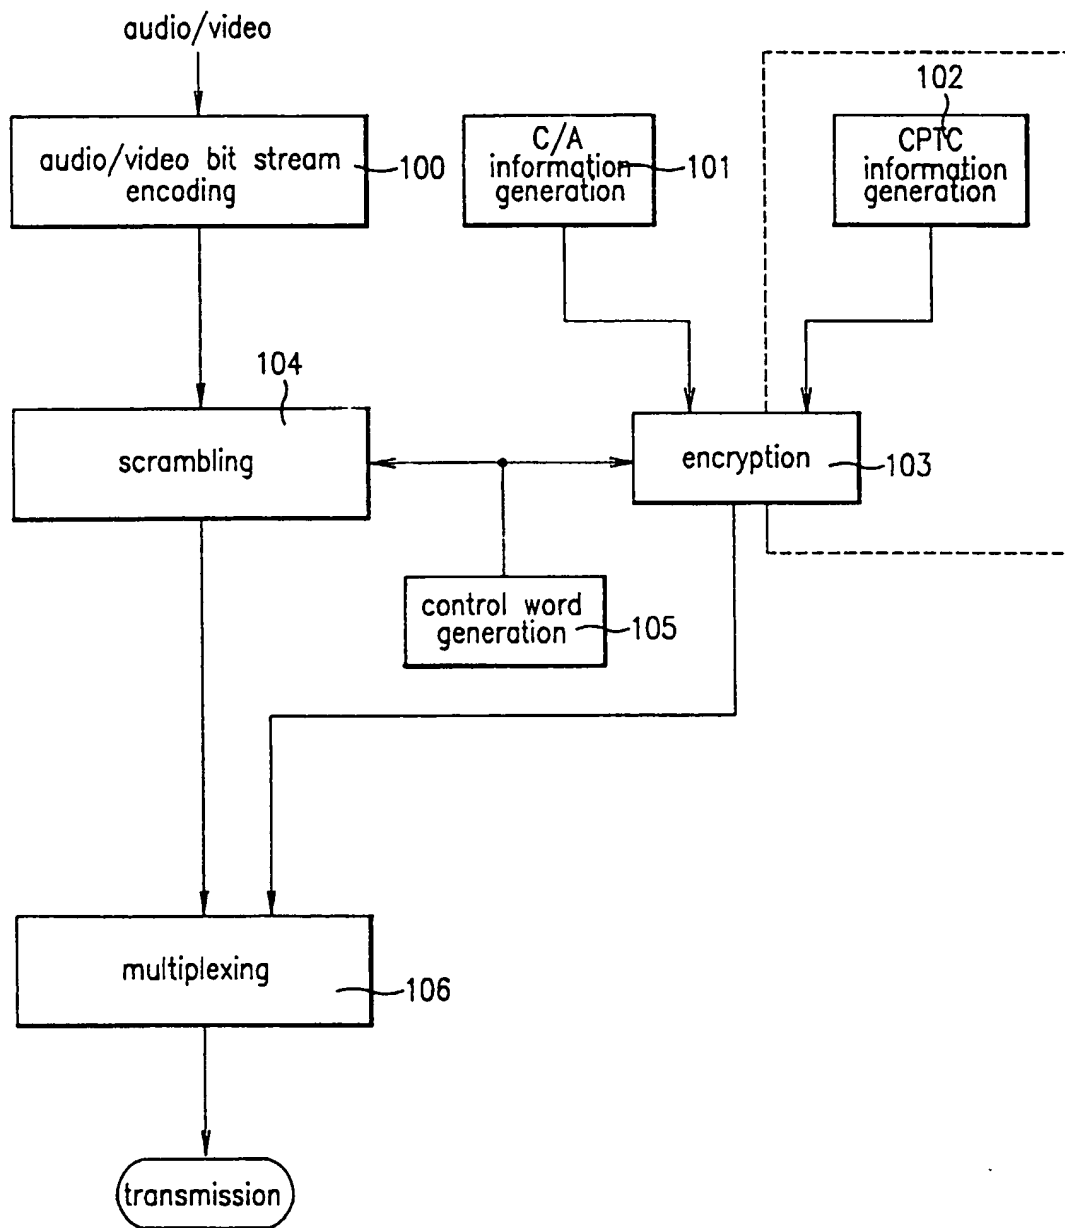 audio/video
audio/video bit stream
encoding
100
C/A
information
generation
101
102
CPTC
information
generation
104
scrambling
encryption
103
control word
generation
105
multiplexing
106
transmission